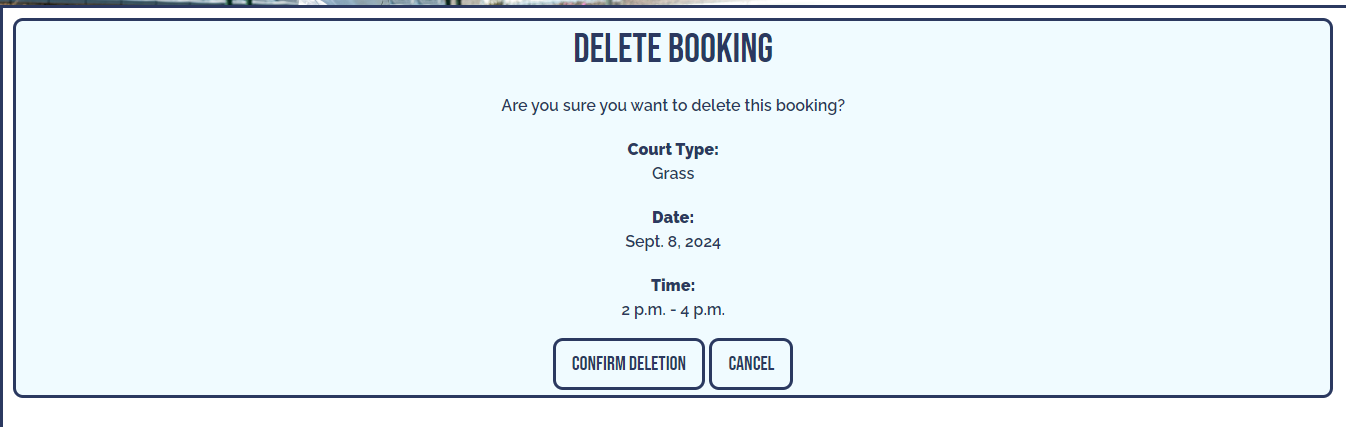 DELETE BOOKING
Are you sure you want to delete this booking?
Court Type:
Grass
Date:
Sept. 8, 2024
Time:
2 p.m. - 4 p.m.
CONFIRM DELETION CANCEL